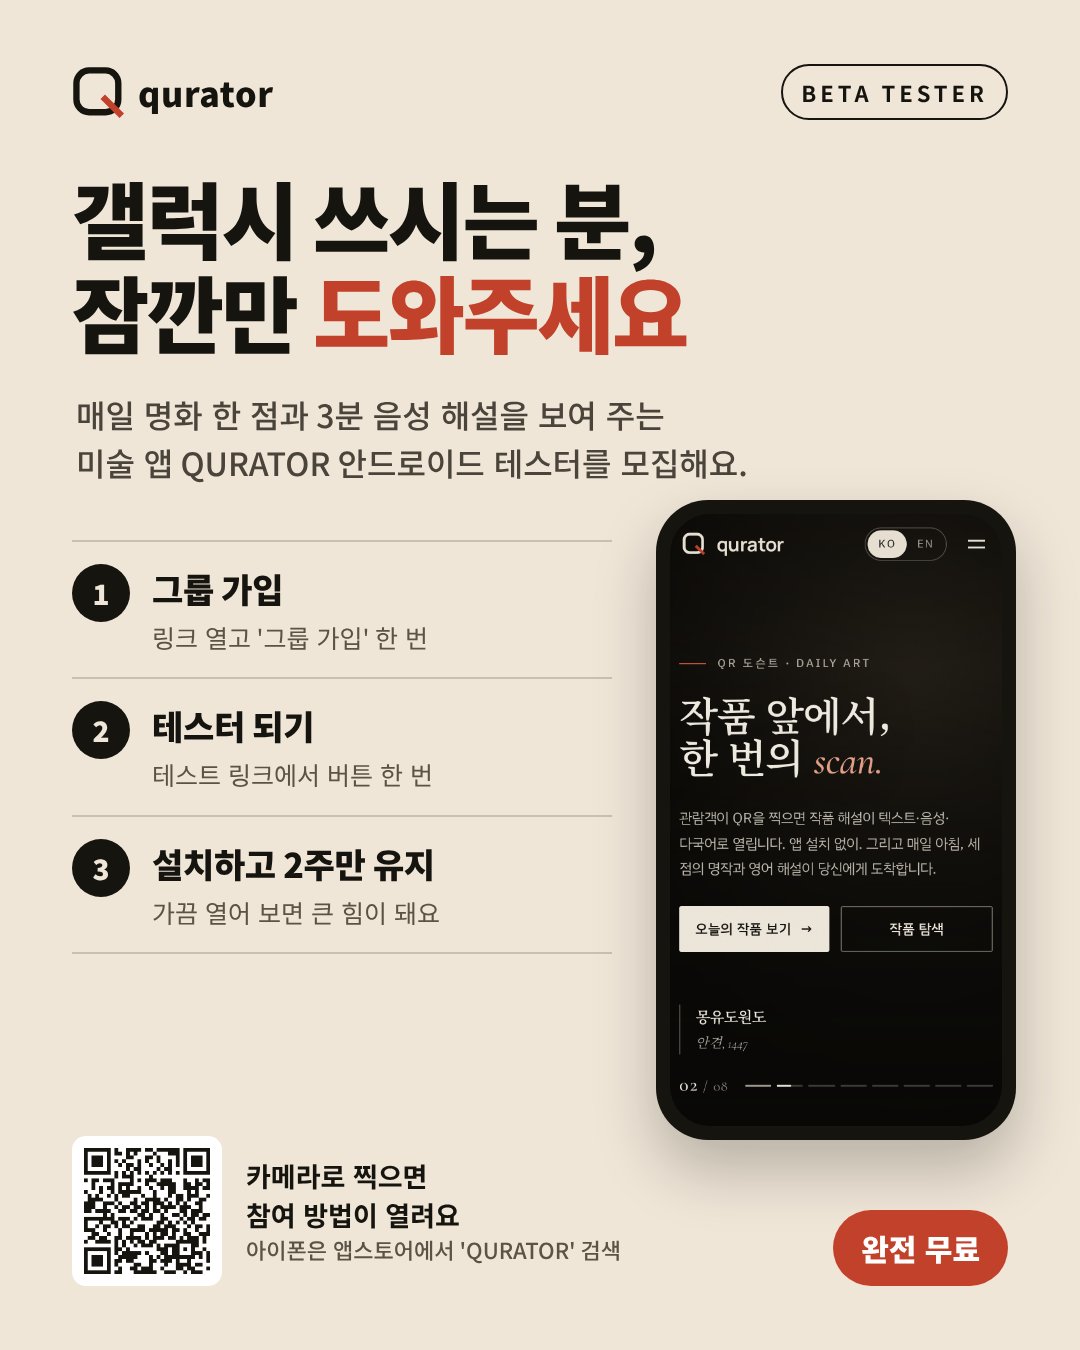 qurator
BETA TESTER
갤럭시 쓰시는 분,
잠깐만 도와주세요
매일 명화 한 점과 3분 음성 해설을 보여 주는
미술 앱 QURATOR 안드로이드 테스터를 모집해요.
1
그룹 가입
링크 열고 '그룹 가입' 한 번
2
테스터 되기
테스트 링크에서 버튼 한 번
3
설치하고 2주만 유지
가끔 열어 보면 큰 힘이 돼요
qurator
KO EN
QR 도슨트 · DAILY ART
작품 앞에서,
한 번의 scan.
관람객이 QR을 찍으면 작품 해설이 텍스트·음성·
다국어로 열립니다. 앱 설치 없이. 그리고 매일 아침, 세
점의 명작과 영어 해설이 당신에게 도착합니다.
오늘의 작품 보기 →
작품 탐색
몽유도원도
안견, 1447
02 / 08
카메라로 찍으면
참여 방법이 열려요
아이폰은 앱스토어에서 'QURATOR' 검색
완전 무료